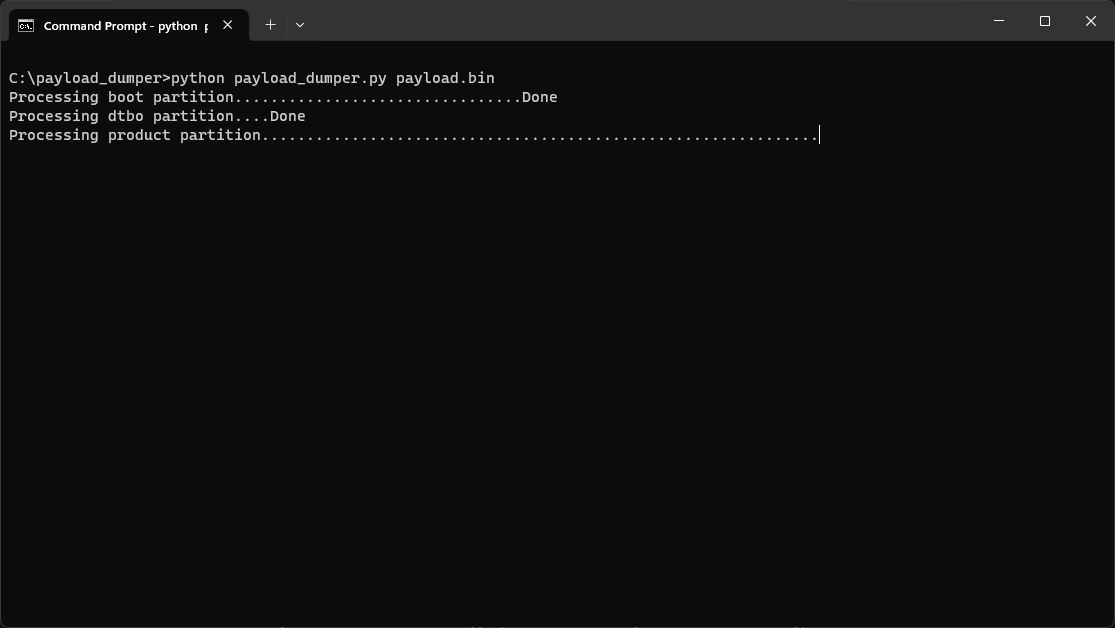 Command Prompt - python p
C:\payload_dumper>python payload_dumper.py payload.bin
Processing boot partition................................Done
Processing dtbo partition....Done
Processing product partition..............................................................